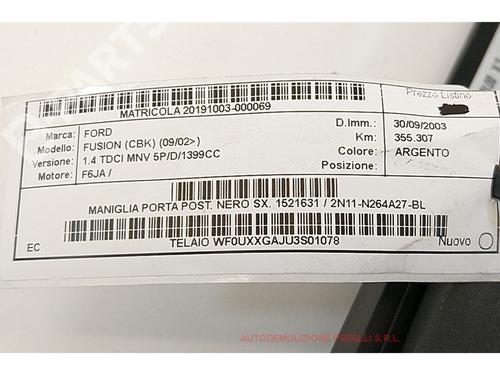 Prezzo Listino
MATRICOLA 20191003-000069
Marca: FORD D.Imm.: 30/09/2003
Modello: FUSION (CBK) (09/02>) Km: 355.307
Versione: 1.4 TDCI MNV 5P/D/1399CC Colore: ARGENTO
Motore: F6JA / Posizione:
MANIGLIA PORTA POST. NERO SX. 1521631 / 2N11-N264A27-BL
EC TELAIO WF0UXXGAJU3S01078 Nuovo
AUTODEMOLIZIONE PERELLI S.R.L.